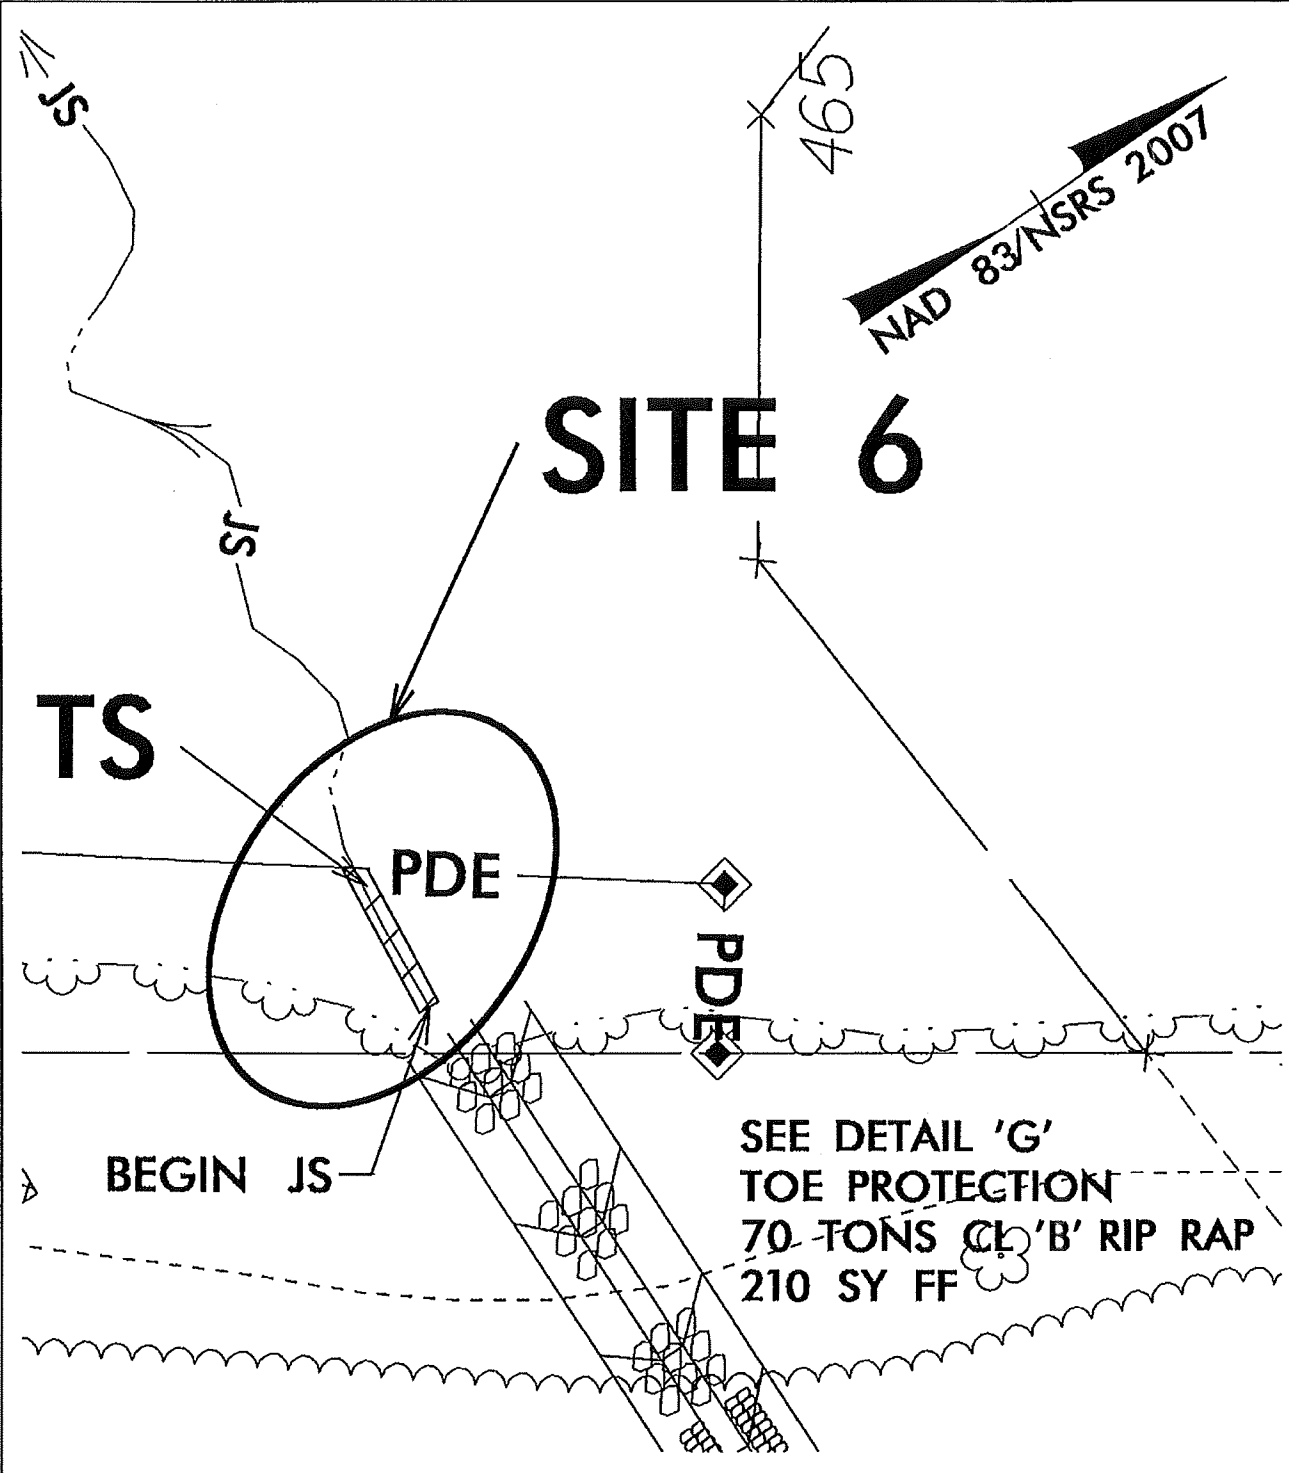 JS
465
NAD 83/NSRS 2007
SITE 6
JS
TS
PDE
PDE
BEGIN JS
SEE DETAIL 'G'
TOE PROTECTION
70 TONS CL 'B' RIP RAP
210 SY FF